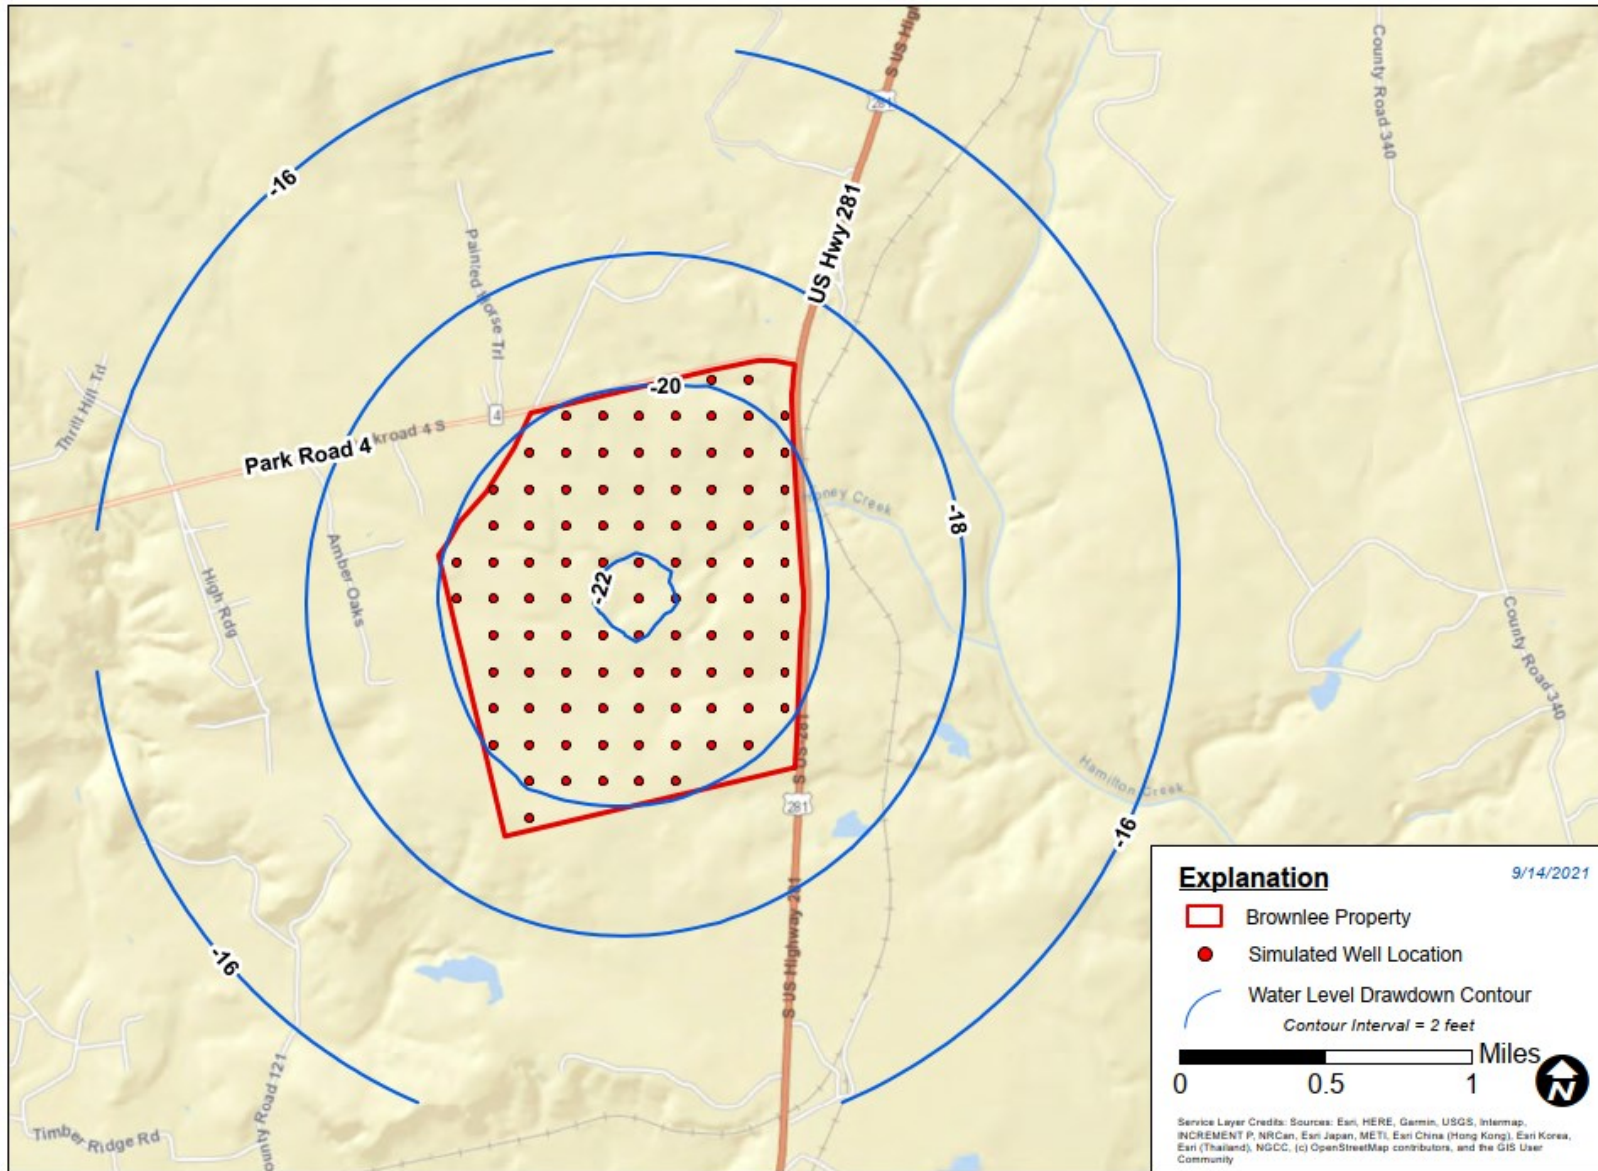 S US High
281
County Road 340
-16
US Hwy 281
Painted Horse Trl
-20
Thrill Hill Td
4
Park Road 4
kroad 4 S
Honey Creek
-18
Amber Oaks
-22
High Rdg
County Road 340
S US 281
281
Hamilton Creek
-16
-16
S US Highway 281
Timber Ridge Rd
ounty Road 121
Explanation
9/14/2021
Brownlee Property
Simulated Well Location
Water Level Drawdown Contour
Contour Interval = 2 feet
Miles
0 0.5 1
N
Service Layer Credits: Sources: Esri, HERE, Garmin, USGS, Intermap,
INCREMENT P, NRCan, Esri Japan, METI, Esri China (Hong Kong), Esri Korea,
Esri (Thailand), NGCC, (c) OpenStreetMap contributors, and the GIS User
Community